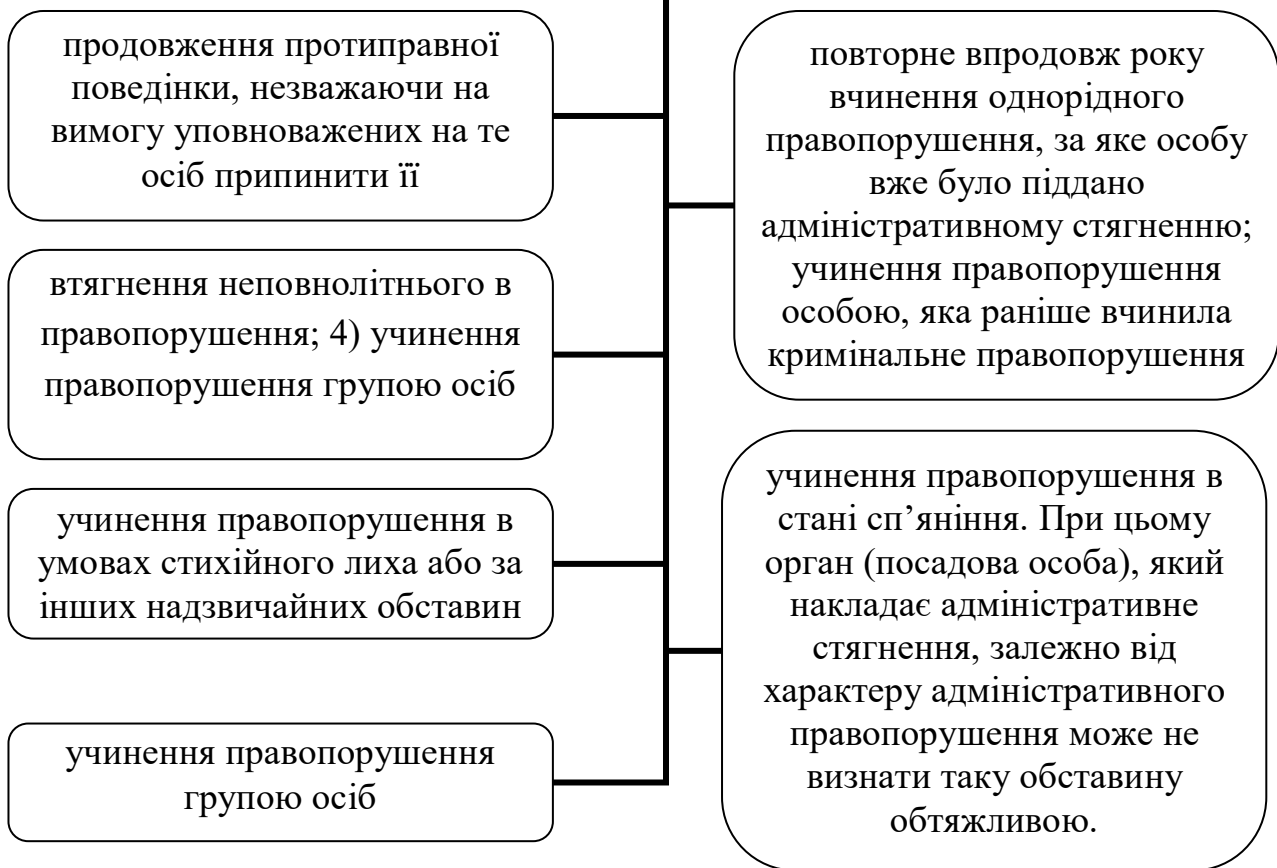 продовження протиправної
поведінки, незважаючи на
вимогу уповноважених на те
осіб припинити її
повторне впродовж року
вчинення однорідного
правопорушення, за яке особу
вже було піддано
адміністративному стягненню;
учинення правопорушення
особою, яка раніше вчинила
кримінальне правопорушення
втягнення неповнолітнього в
правопорушення; 4) учинення
правопорушення групою осіб
учинення правопорушення в
умовах стихійного лиха або за
інших надзвичайних обставин
учинення правопорушення в
стані сп’яніння. При цьому
орган (посадова особа), який
накладає адміністративне
стягнення, залежно від
характеру адміністративного
правопорушення може не
визнати таку обставину
обтяжливою.
учинення правопорушення
групою осіб